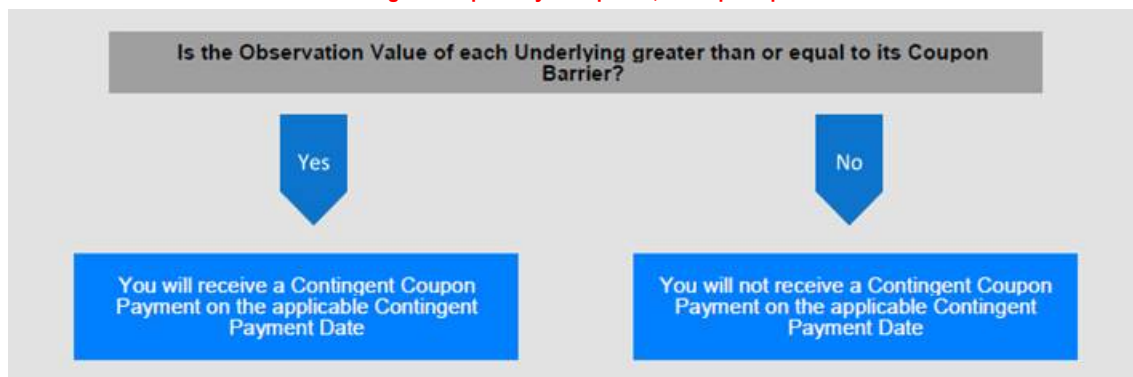 Is the Observation Value of each Underlying greater than or equal to its Coupon
Barrier?
Yes
No
You will receive a Contingent Coupon
Payment on the applicable Contingent
Payment Date
You will not receive a Contingent Coupon
Payment on the applicable Contingent
Payment Date